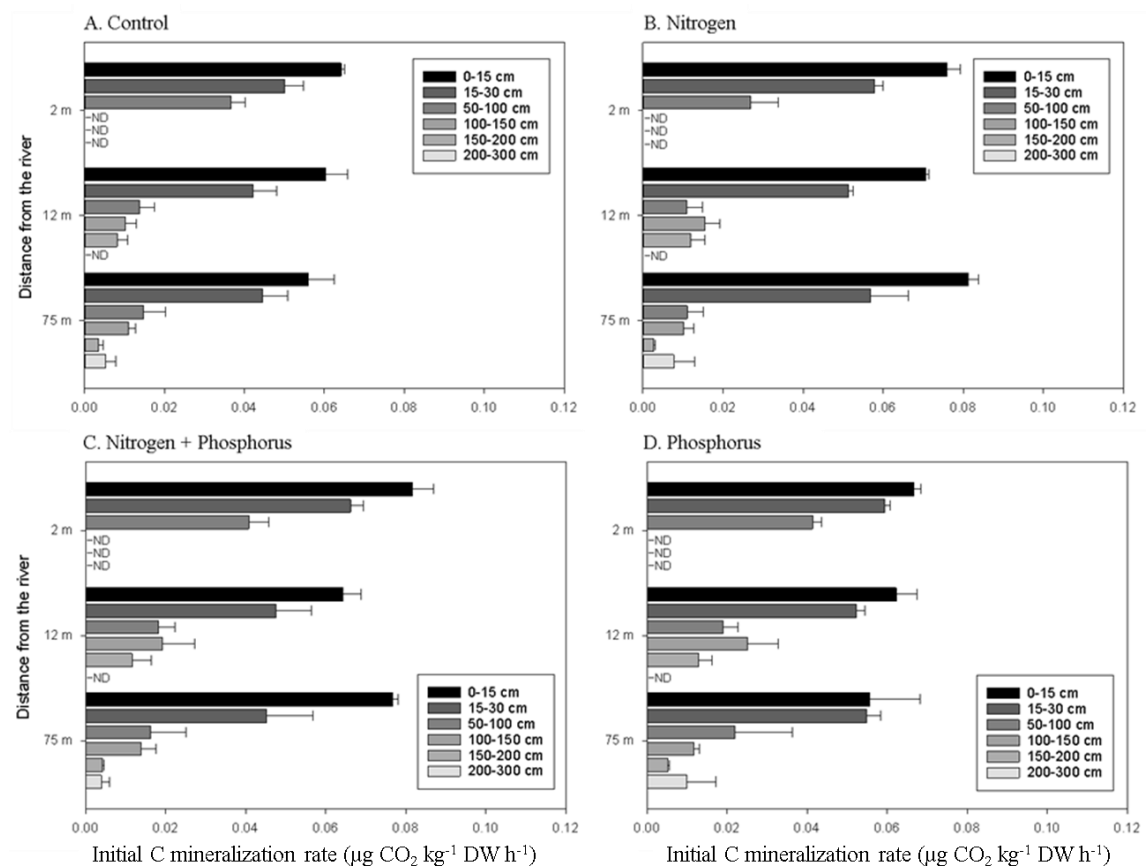 A. Control
0-15 cm
15-30 cm
50-100 cm
100-150 cm
150-200 cm
200-300 cm
2 m
ND
ND
ND
12 m
ND
75 m
Distance from the river
0.00 0.02 0.04 0.06 0.08 0.10 0.12
B. Nitrogen
0-15 cm
15-30 cm
50-100 cm
100-150 cm
150-200 cm
200-300 cm
2 m
ND
ND
ND
12 m
ND
75 m
0.00 0.02 0.04 0.06 0.08 0.10 0.12
C. Nitrogen + Phosphorus
2 m
ND
ND
ND
12 m
ND
75 m
0-15 cm
15-30 cm
50-100 cm
100-150 cm
150-200 cm
200-300 cm
Distance from the river
0.00 0.02 0.04 0.06 0.08 0.10 0.12
Initial C mineralization rate (µg CO₂ kg⁻¹ DW h⁻¹)
D. Phosphorus
2 m
ND
ND
ND
12 m
ND
75 m
0-15 cm
15-30 cm
50-100 cm
100-150 cm
150-200 cm
200-300 cm
0.00 0.02 0.04 0.06 0.08 0.10 0.12
Initial C mineralization rate (µg CO₂ kg⁻¹ DW h⁻¹)